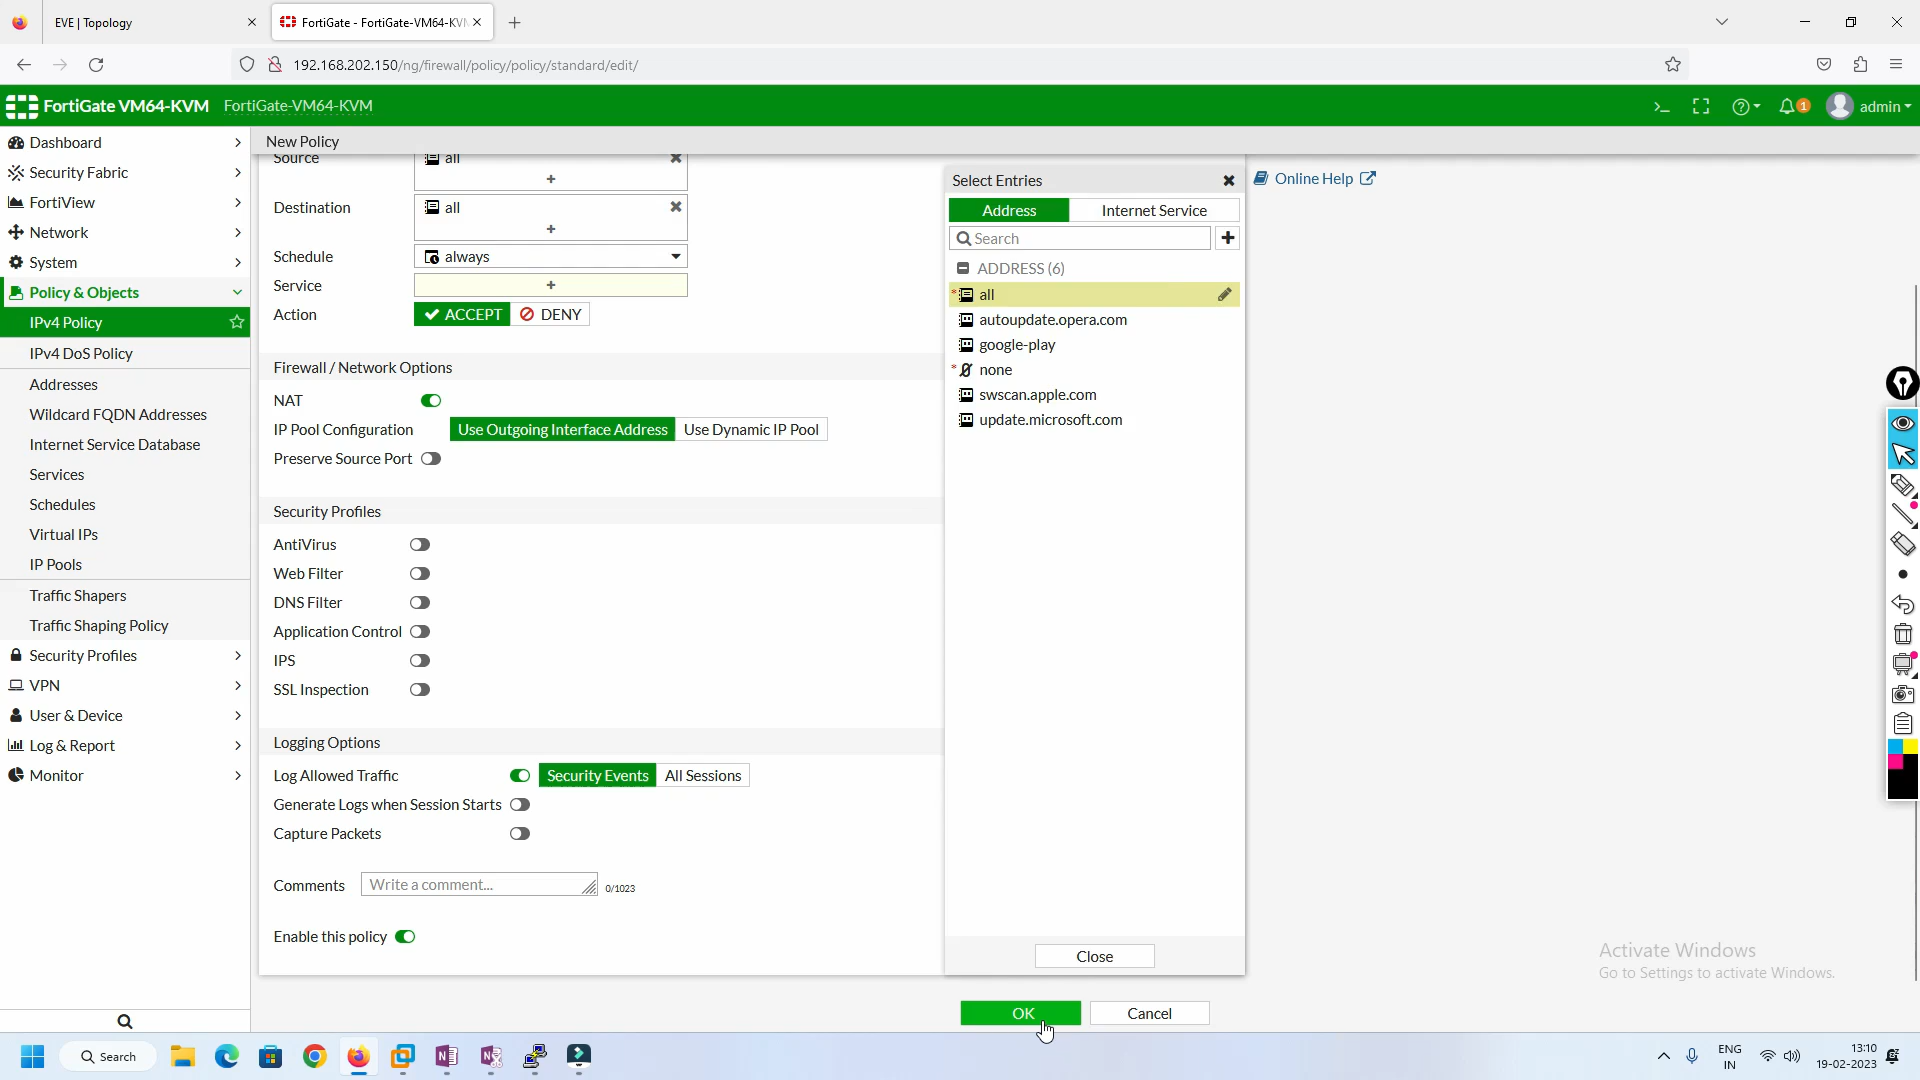 EVE | Topology
FortiGate - FortiGate-VM64-KVM
192.168.202.150/ng/firewall/policy/policy/standard/edit/
FortiGate VM64-KVM FortiGate-VM64-KVM
1
admin
Dashboard
Security Fabric
FortiView
Network
System
Policy & Objects
IPv4 Policy
IPv4 DoS Policy
Addresses
Wildcard FQDN Addresses
Internet Service Database
Services
Schedules
Virtual IPs
IP Pools
Traffic Shapers
Traffic Shaping Policy
Security Profiles
VPN
User & Device
Log & Report
Monitor
New Policy
Source all
Destination all
Schedule always
Service
Action ACCEPT DENY
Firewall / Network Options
NAT
IP Pool Configuration Use Outgoing Interface Address Use Dynamic IP Pool
Preserve Source Port
Security Profiles
AntiVirus
Web Filter
DNS Filter
Application Control
IPS
SSL Inspection
Logging Options
Log Allowed Traffic Security Events All Sessions
Generate Logs when Session Starts
Capture Packets
Comments Write a comment... 0/1023
Enable this policy
Select Entries
Address Internet Service
Search
ADDRESS (6)
all
autoupdate.opera.com
google-play
none
swscan.apple.com
update.microsoft.com
Close
OK Cancel
Online Help
Activate Windows
Go to Settings to activate Windows.
Search
ENG
IN
13:10
19-02-2023